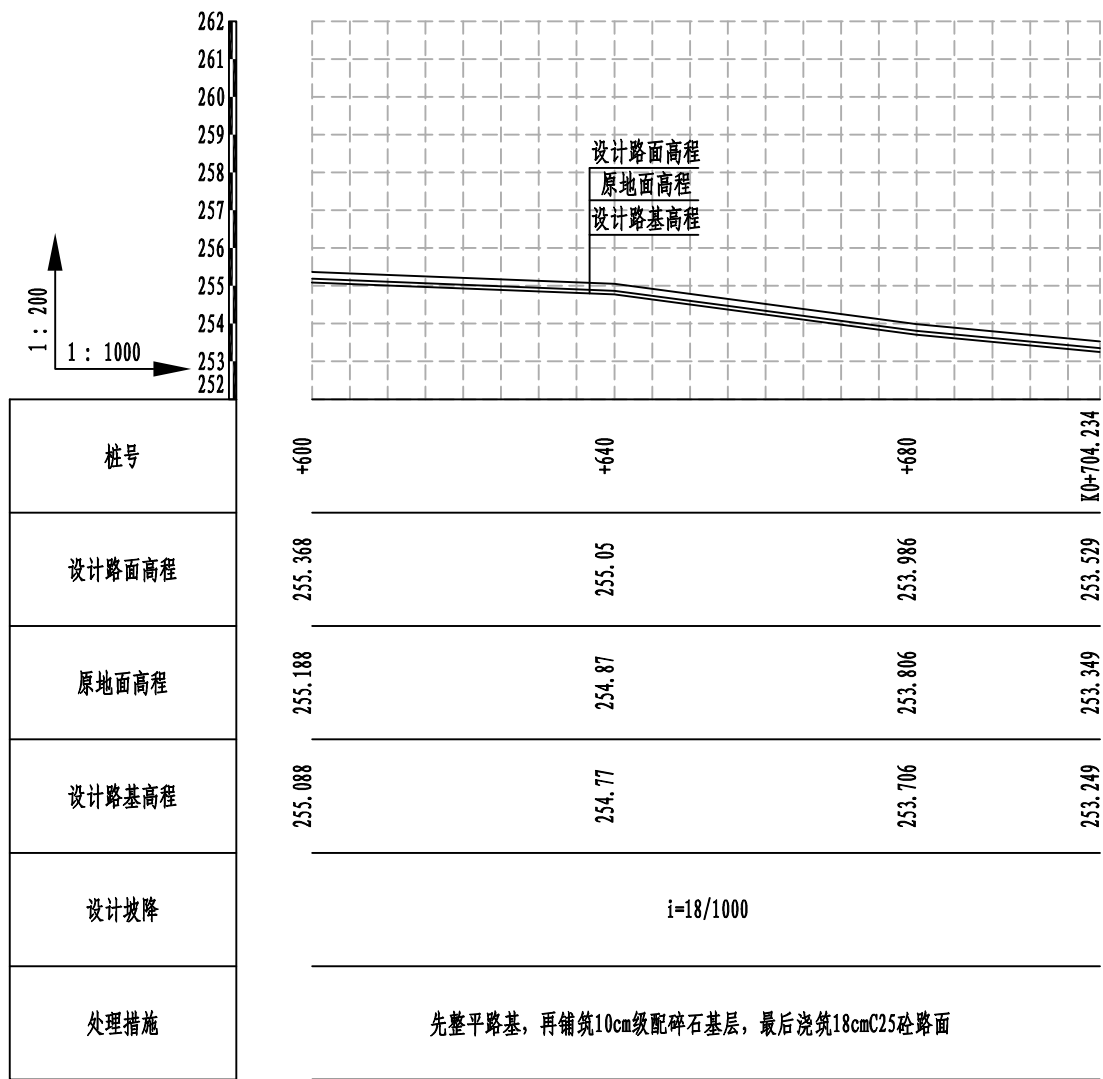 262
261
260
259
258
257
256
255
254
253
252
设计路面高程
原地面高程
设计路基高程
1：200
1：1000
桩号
+600
+640
+680
K0+704.234
设计路面高程
255.368
255.05
253.986
253.529
原地面高程
255.188
254.87
253.806
253.349
设计路基高程
255.088
254.77
253.706
253.249
设计坡降
i=18/1000
处理措施
先整平路基，再铺筑10cm级配碎石基层，最后浇筑18cmC25砼路面